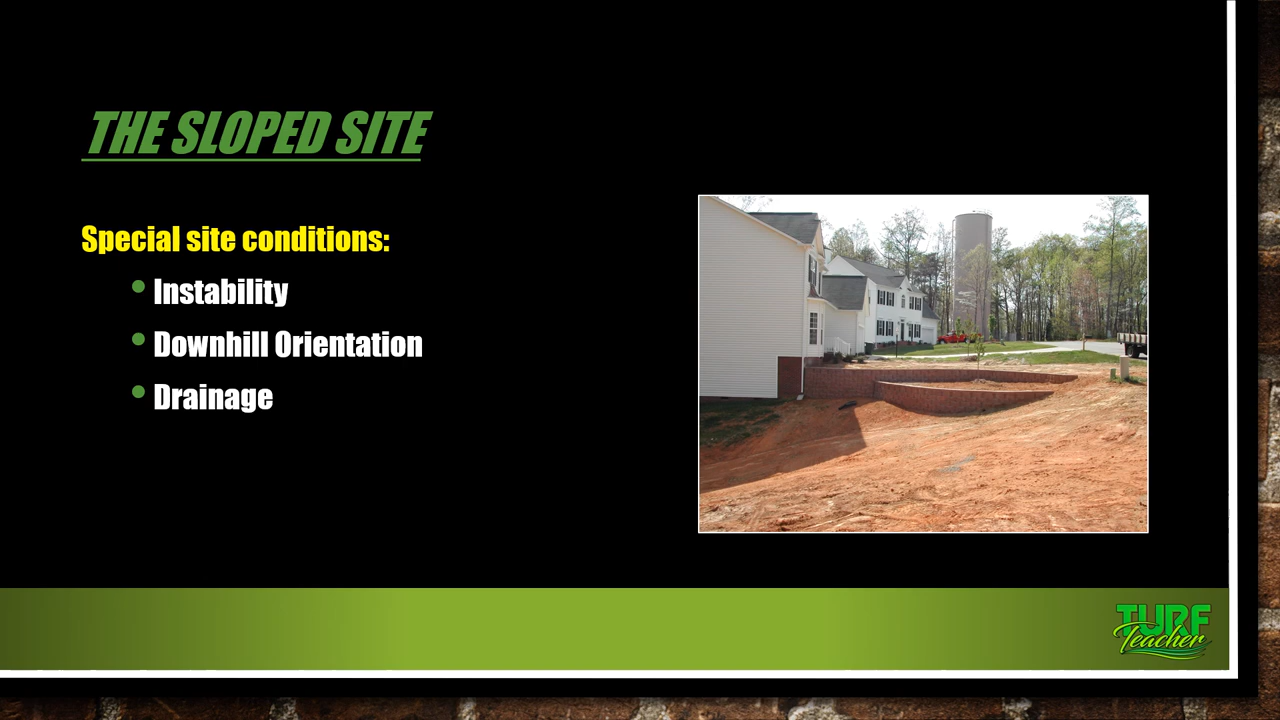 THE SLOPED SITE
Special site conditions:
Instability
Downhill Orientation
Drainage
TURF
Teacher